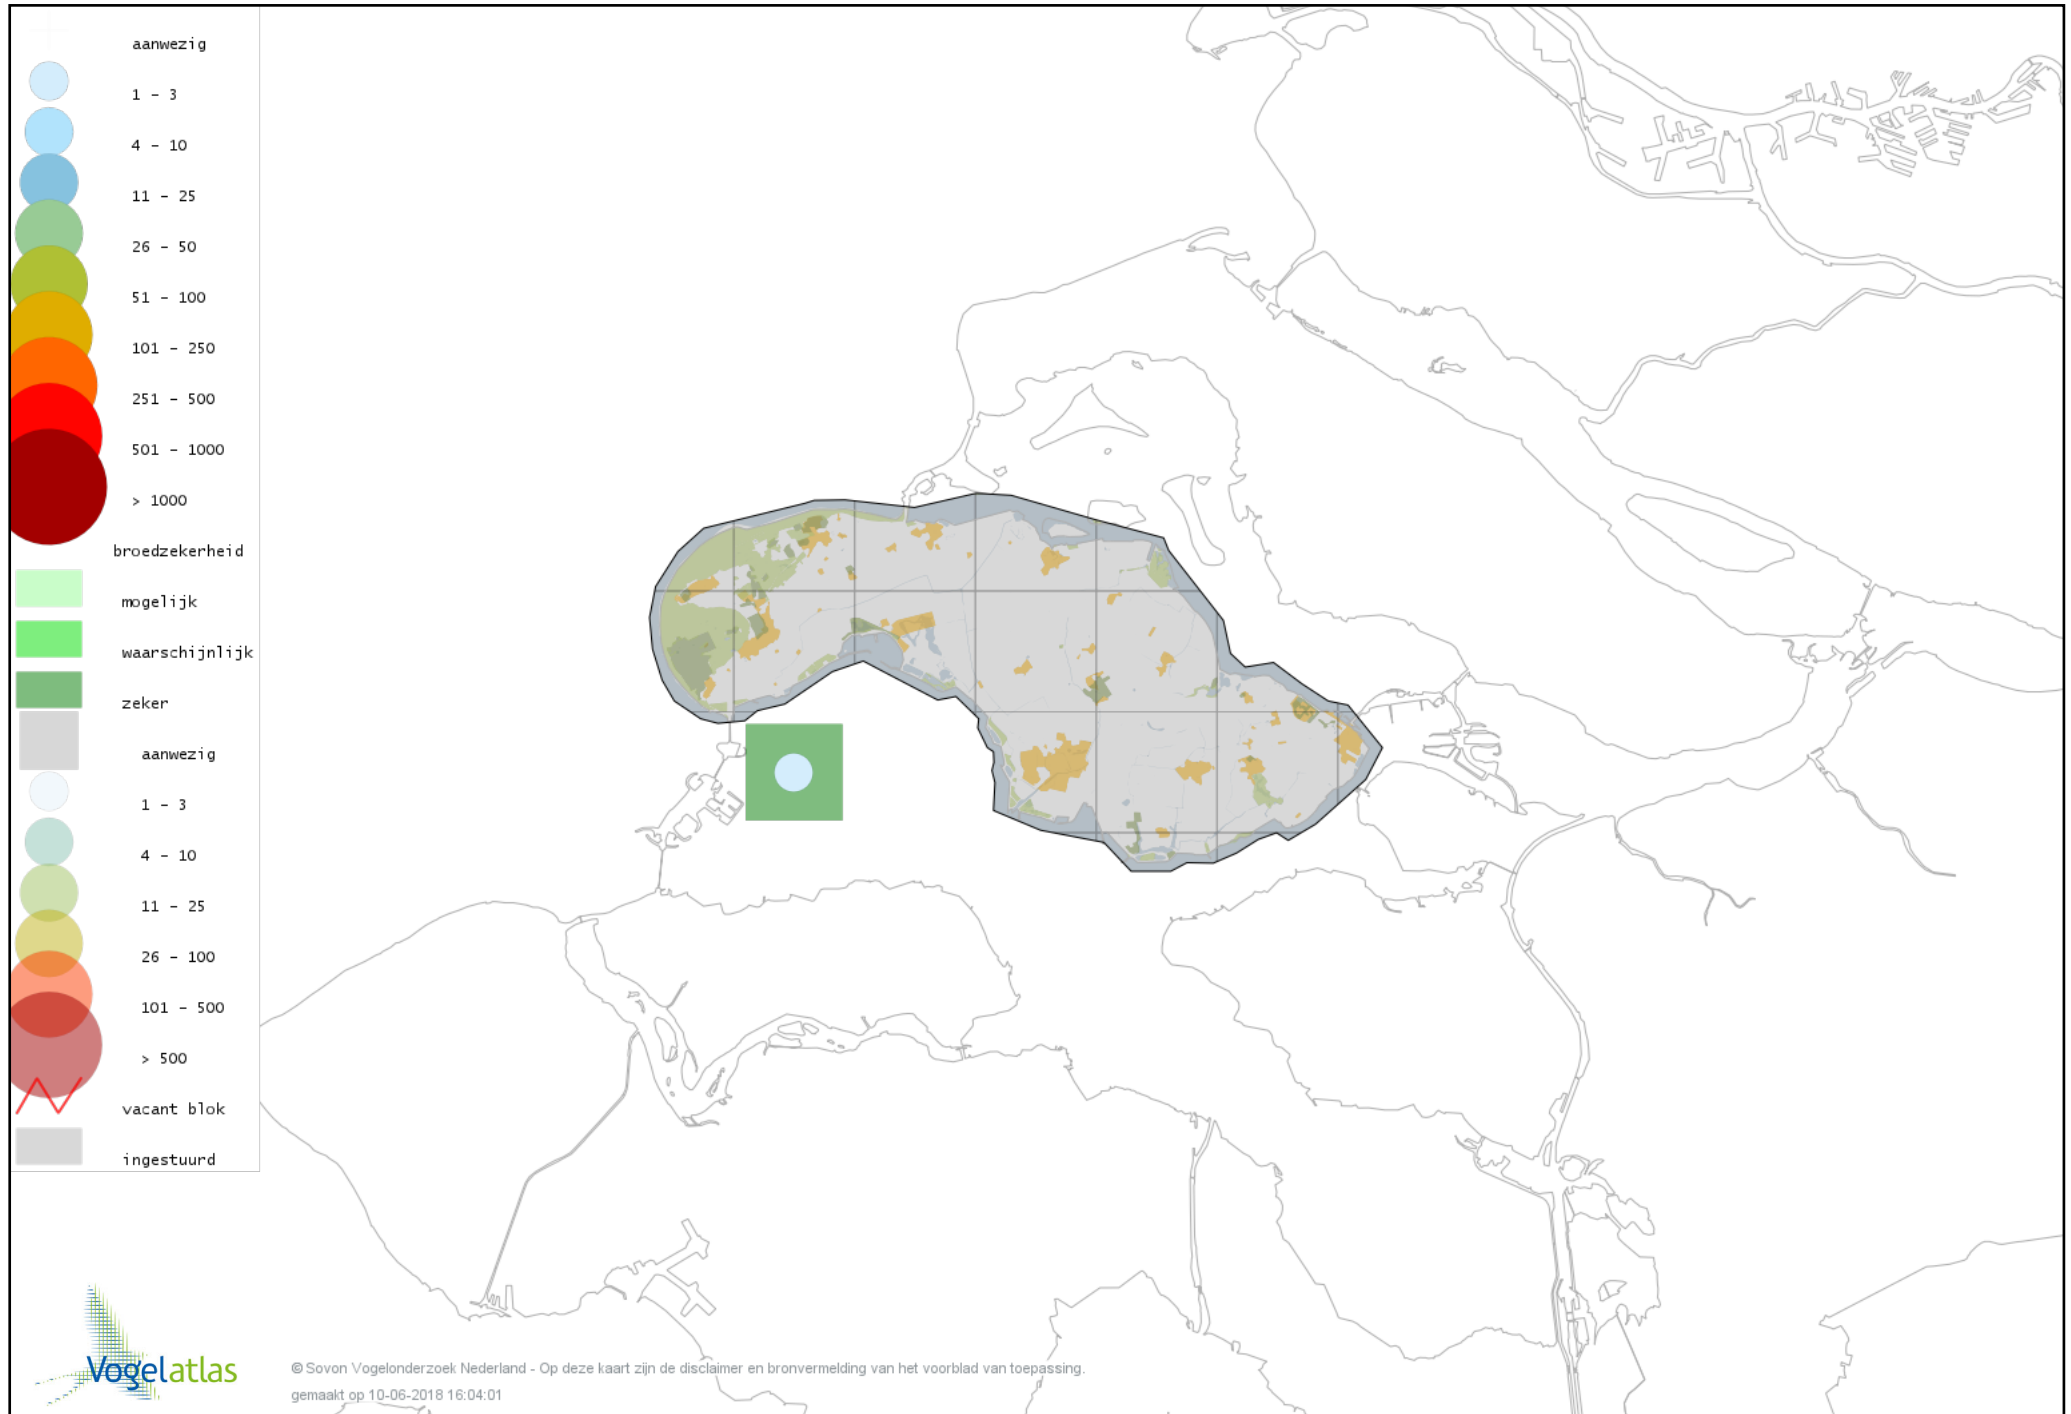 aanwezig
1 - 3
4 - 10
11 - 25
26 - 50
51 - 100
101 - 250
251 - 500
501 - 1000
> 1000
broedzekerheid
mogelijk
waarschijnlijk
zeker
aanwezig
1 - 3
4 - 10
11 - 25
26 - 100
101 - 500
> 500
vacant blok
ingestuurd
Vogelatlas
© Sovon Vogelonderzoek Nederland - Op deze kaart zijn de disclaimer en bronvermelding van het voorblad van toepassing.
gemaakt op 10-06-2018 16:04:01